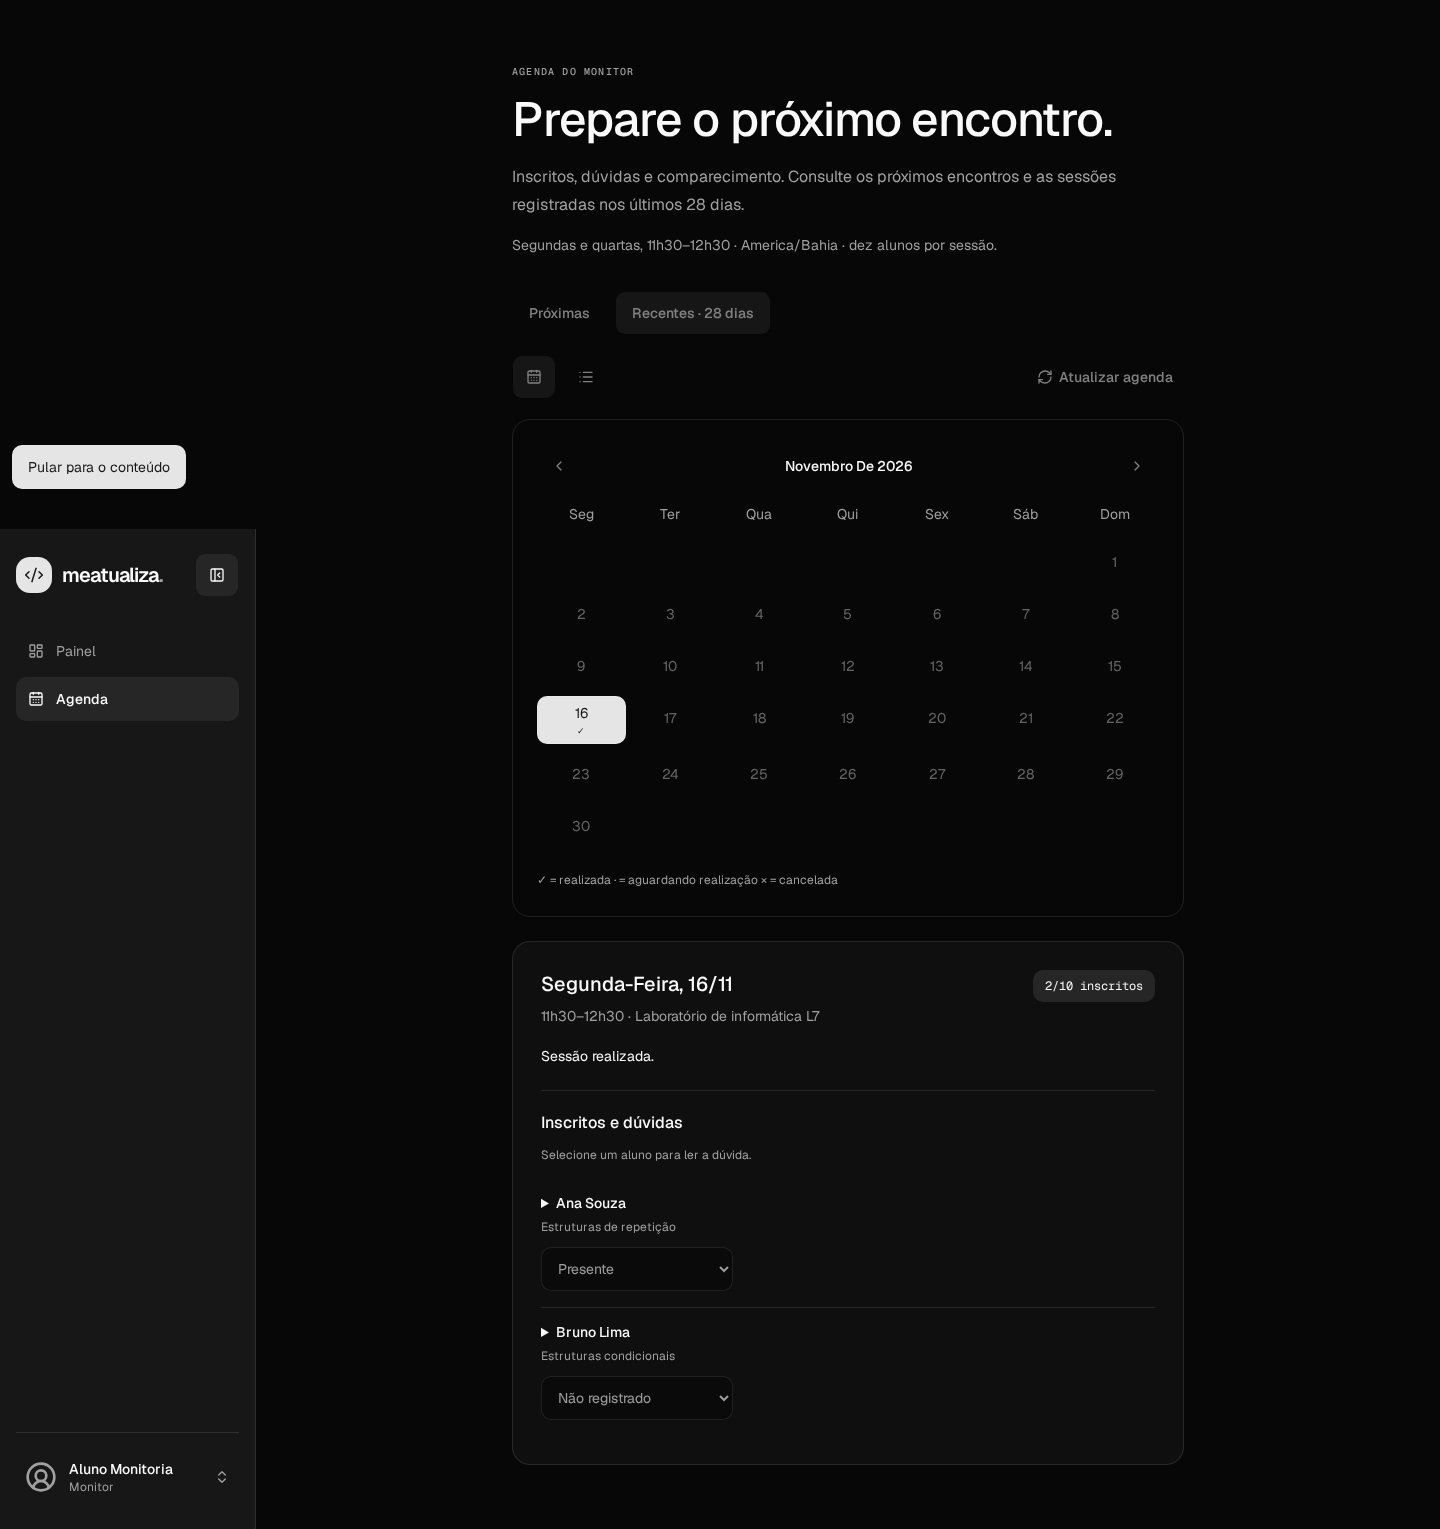 AGENDA DO MONITOR
Prepare o próximo encontro.
Inscritos, dúvidas e comparecimento. Consulte os próximos encontros e as sessões
registradas nos últimos 28 dias.
Segundas e quartas, 11h30–12h30 · America/Bahia · dez alunos por sessão.
Próximas
Recentes · 28 dias
Atualizar agenda
Pular para o conteúdo
meatualiza.
Painel
Agenda
Aluno Monitoria
Monitor
Novembro De 2026
Seg Ter Qua Qui Sex Sáb Dom
1
2 3 4 5 6 7 8
9 10 11 12 13 14 15
16 17 18 19 20 21 22
✓
23 24 25 26 27 28 29
30
✓ = realizada · = aguardando realização × = cancelada
Segunda-Feira, 16/11
2/10 inscritos
11h30–12h30 · Laboratório de informática L7
Sessão realizada.
Inscritos e dúvidas
Selecione um aluno para ler a dúvida.
Ana Souza
Estruturas de repetição
Presente
Bruno Lima
Estruturas condicionais
Não registrado